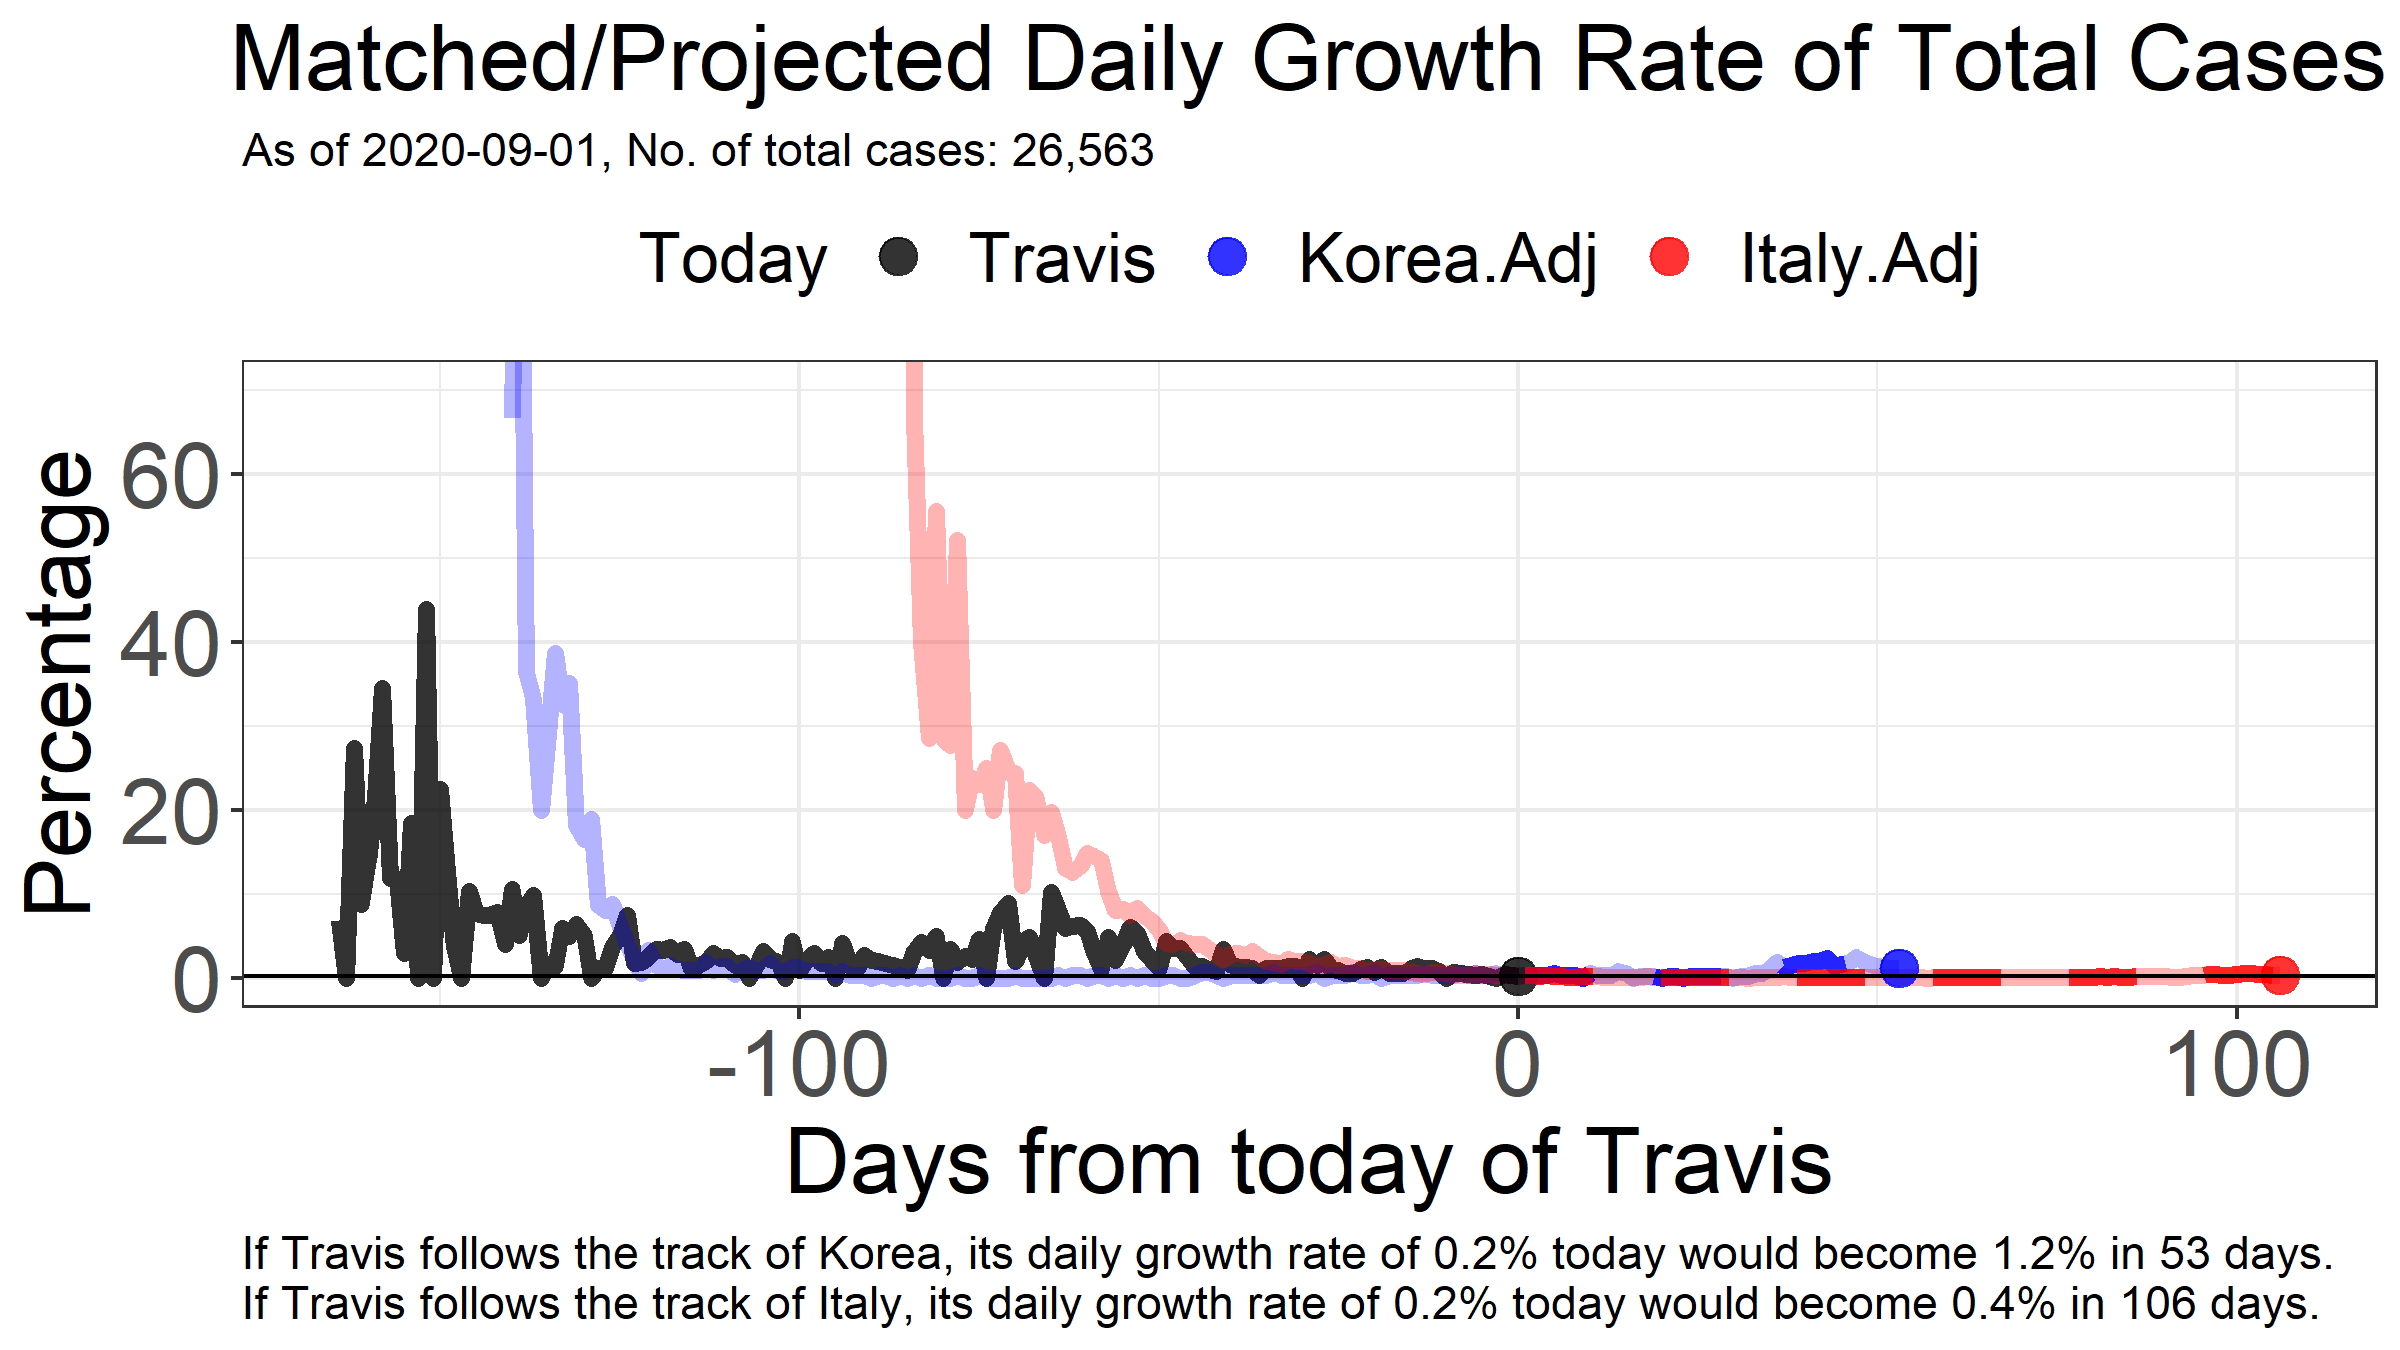 Matched/Projected Daily Growth Rate of Total Cases
As of 2020-09-01, No. of total cases: 26,563
Today Travis Korea.Adj Italy.Adj
Percentage
60
40
20
0
-100 0 100
Days from today of Travis
If Travis follows the track of Korea, its daily growth rate of 0.2% today would become 1.2% in 53 days.
If Travis follows the track of Italy, its daily growth rate of 0.2% today would become 0.4% in 106 days.